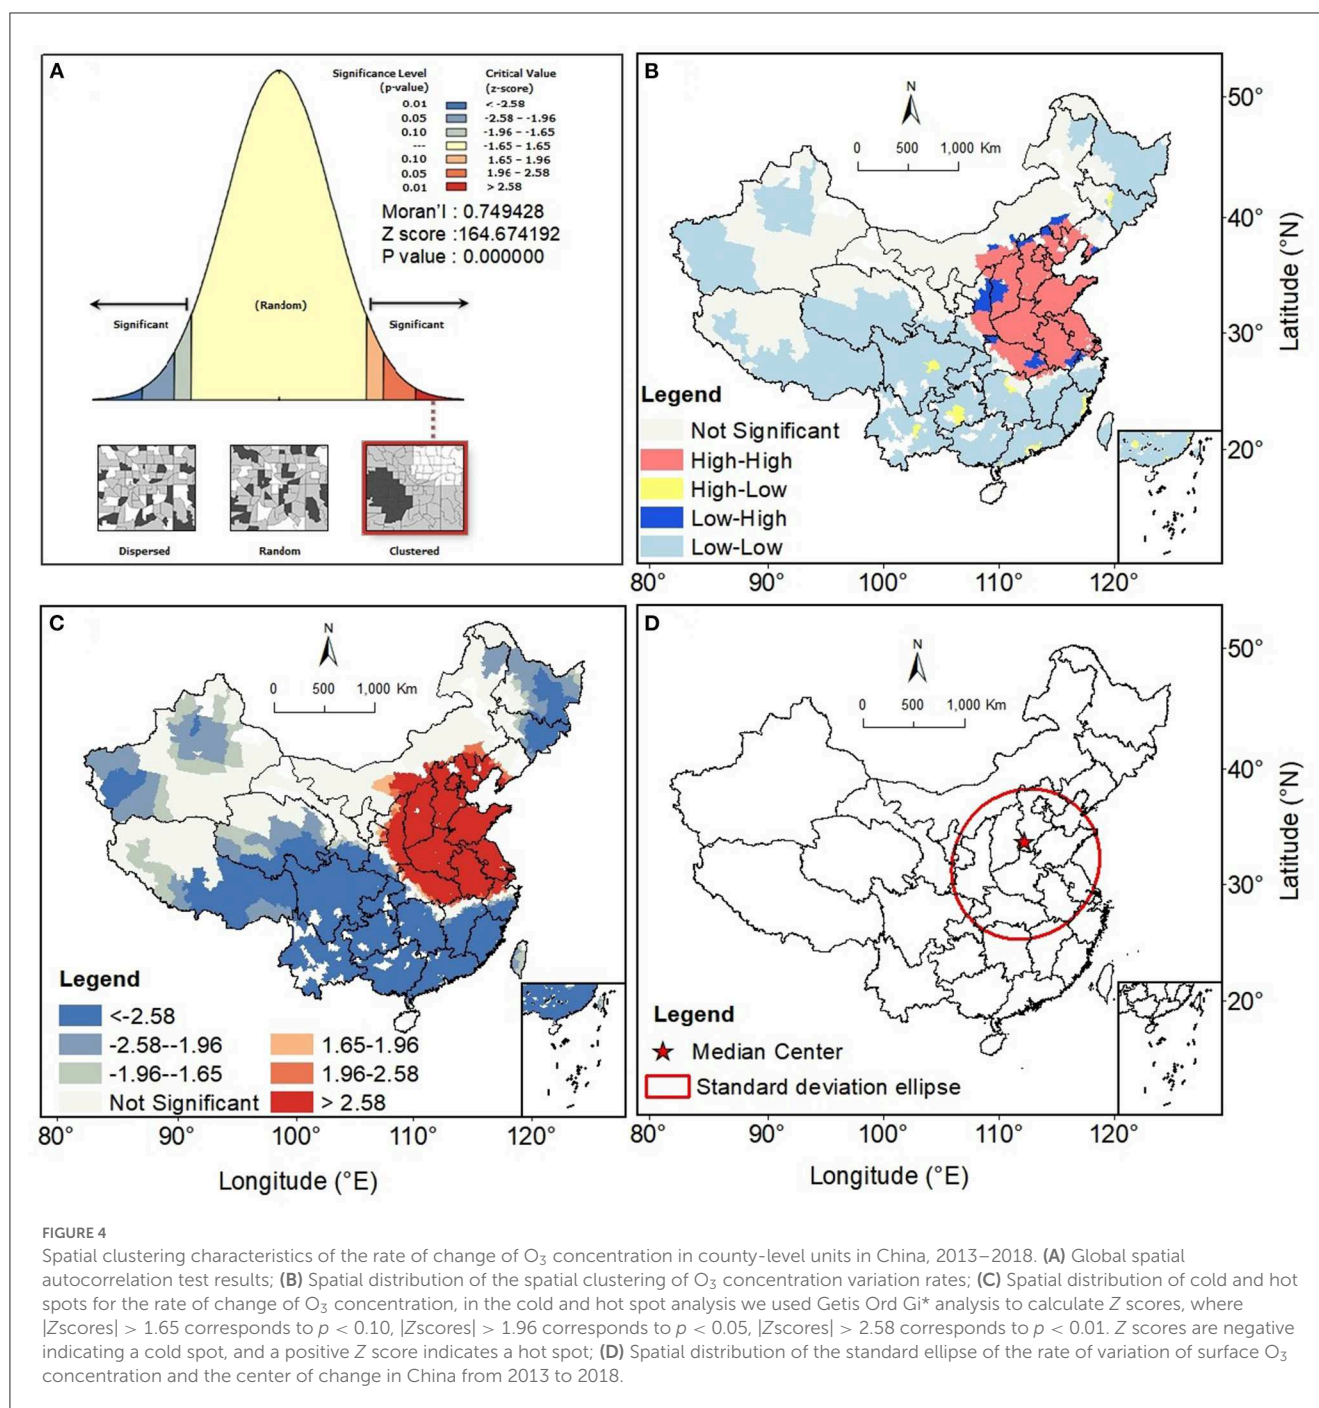 A
Significance Level
(p-value)
Critical Value
(z-score)
0.01 < -2.58
0.05 -2.58 - -1.96
0.10 -1.96 - -1.65
--- -1.65 - 1.65
0.10 1.65 - 1.96
0.05 1.96 - 2.58
0.01 > 2.58
Moran'I : 0.749428
Z score :164.674192
P value : 0.000000
Significant
(Random)
Significant
Dispersed
Random
Clustered
B
N
0 500 1,000 Km
50°
40°
30°
20°
Latitude (°N)
Legend
Not Significant
High-High
High-Low
Low-High
Low-Low
80° 90° 100° 110° 120°
C
N
0 500 1,000 Km
Legend
<-2.58
-2.58--1.96
-1.96--1.65
Not Significant
1.65-1.96
1.96-2.58
> 2.58
80° 90° 100° 110° 120°
Longitude (°E)
D
N
0 500 1,000 Km
50°
40°
30°
20°
Latitude (°N)
Legend
Median Center
Standard deviation ellipse
80° 90° 100° 110° 120°
Longitude (°E)
FIGURE 4
Spatial clustering characteristics of the rate of change of O₃ concentration in county-level units in China, 2013–2018. (A) Global spatial
autocorrelation test results; (B) Spatial distribution of the spatial clustering of O₃ concentration variation rates; (C) Spatial distribution of cold and hot
spots for the rate of change of O₃ concentration, in the cold and hot spot analysis we used Getis Ord Gi* analysis to calculate Z scores, where
|Zscores| > 1.65 corresponds to p < 0.10, |Zscores| > 1.96 corresponds to p < 0.05, |Zscores| > 2.58 corresponds to p < 0.01. Z scores are negative
indicating a cold spot, and a positive Z score indicates a hot spot; (D) Spatial distribution of the standard ellipse of the rate of variation of surface O₃
concentration and the center of change in China from 2013 to 2018.